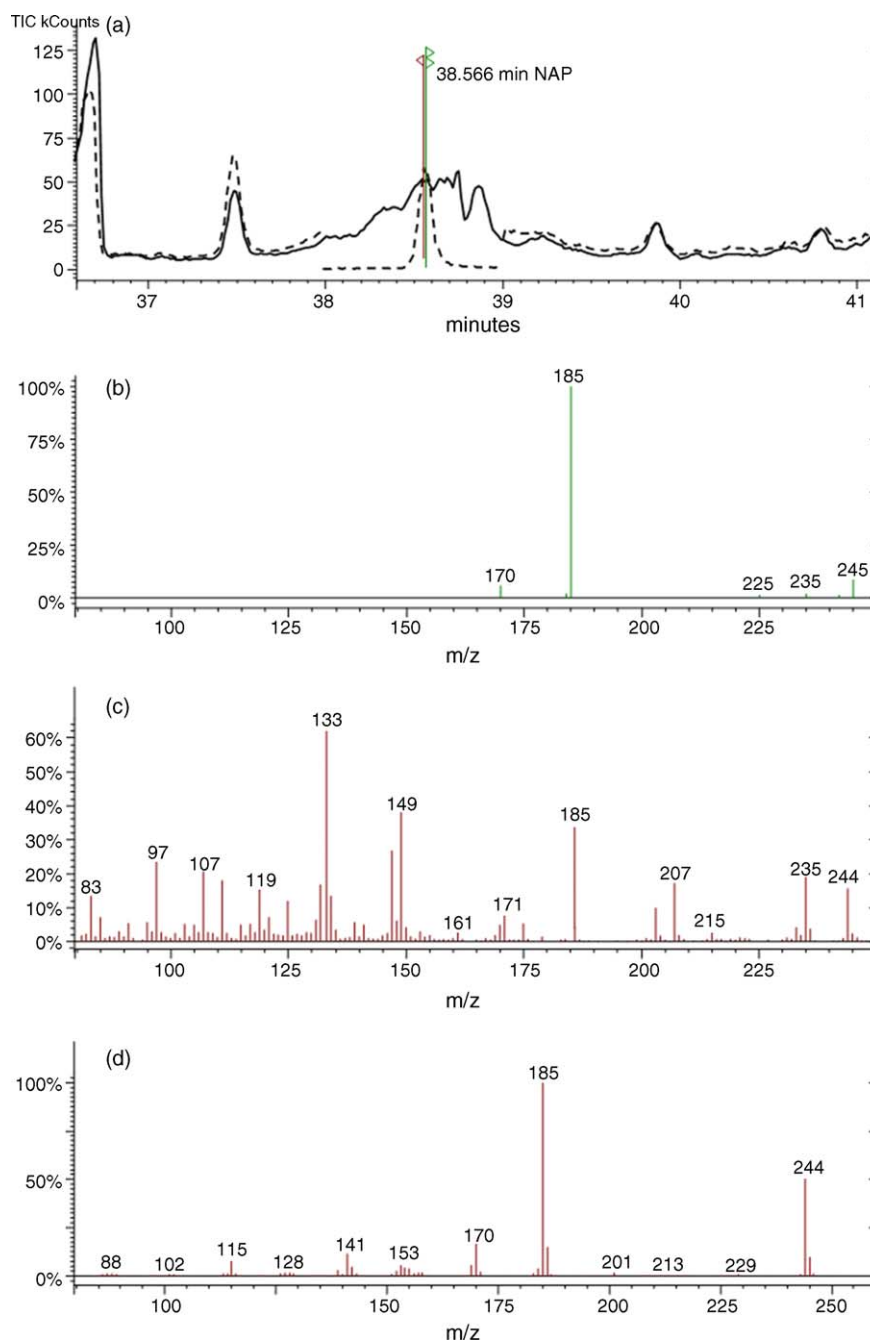 TIC kCounts
(a)
125
100
75
50
25
0
38.566 min NAP
37 38 39 40 41
minutes
(b)
100%
75%
50%
25%
0%
185
170 225 235 245
100 125 150 175 200 225
m/z
(c)
60%
50%
40%
30%
20%
10%
0%
133
149
185
97 107 119 207 235 244
83
161 171 215
100 125 150 175 200 225
m/z
(d)
100%
50%
0%
185
244
170
141
115 153
88 102 128 201 213 229
100 125 150 175 200 225 250
m/z